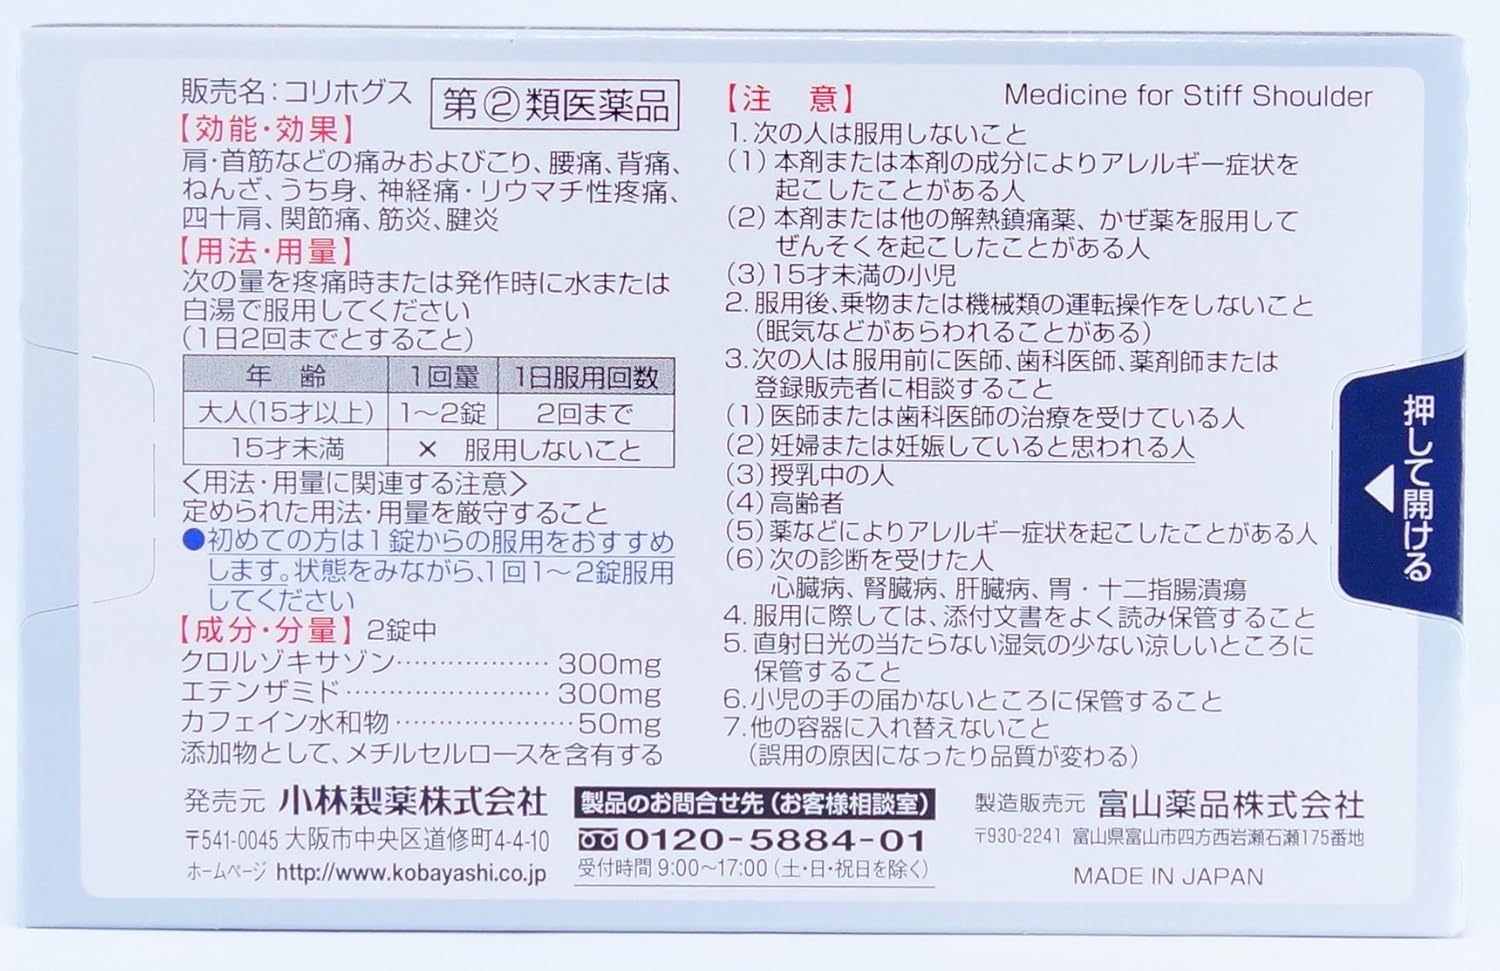 販売名：コリホグス
第②類医薬品
【効能・効果】
肩・首筋などの痛みおよびこり、腰痛、背痛、
ねんざ、うち身、神経痛・リウマチ性疼痛、
四十肩、関節痛、筋炎、腱炎
【用法・用量】
次の量を疼痛時または発作時に水または
白湯で服用してください
（1日2回までとすること）
年　齢 1回量 1日服用回数
大人（15才以上） 1～2錠 2回まで
15才未満 × 服用しないこと
＜用法・用量に関連する注意＞
定められた用法・用量を厳守すること
●初めての方は1錠からの服用をおすすめ
します。状態をみながら、1回1～2錠服用
してください
【成分・分量】2錠中
クロルゾキサゾン………………300mg
エテンザミド……………………300mg
カフェイン水和物…………………50mg
添加物として、メチルセルロースを含有する
Medicine for Stiff Shoulder
【注　意】
1.次の人は服用しないこと
（1）本剤または本剤の成分によりアレルギー症状を
起こしたことがある人
（2）本剤または他の解熱鎮痛薬、かぜ薬を服用して
ぜんそくを起こしたことがある人
（3）15才未満の小児
2.服用後、乗物または機械類の運転操作をしないこと
（眠気などがあらわれることがある）
3.次の人は服用前に医師、歯科医師、薬剤師または
登録販売者に相談すること
（1）医師または歯科医師の治療を受けている人
（2）妊婦または妊娠していると思われる人
（3）授乳中の人
（4）高齢者
（5）薬などによりアレルギー症状を起こしたことがある人
（6）次の診断を受けた人
心臓病、腎臓病、肝臓病、胃・十二指腸潰瘍
4.服用に際しては、添付文書をよく読み保管すること
5.直射日光の当たらない湿気の少ない涼しいところに
保管すること
6.小児の手の届かないところに保管すること
7.他の容器に入れ替えないこと
（誤用の原因になったり品質が変わる）
押して開ける
発売元 小林製薬株式会社
〒541-0045 大阪市中央区道修町4-4-10
ホームページ http://www.kobayashi.co.jp
製品のお問合せ先（お客様相談室）
0120-5884-01
受付時間 9:00～17:00（土・日・祝日を除く）
製造販売元 富山薬品株式会社
〒930-2241 富山県富山市四方西岩瀬石瀬175番地
MADE IN JAPAN